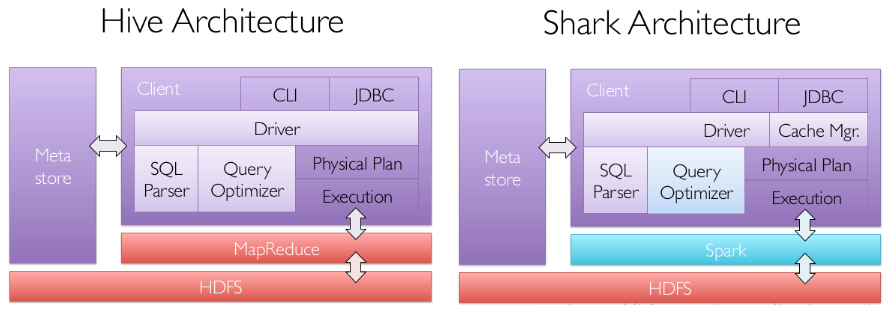 Hive Architecture
Client
CLI
JDBC
Driver
Meta
store
SQL
Parser
Query
Optimizer
Physical Plan
Execution
MapReduce
HDFS
Shark Architecture
Client
CLI
JDBC
Driver
Cache Mgr.
Meta
store
SQL
Parser
Query
Optimizer
Physical Plan
Execution
Spark
HDFS